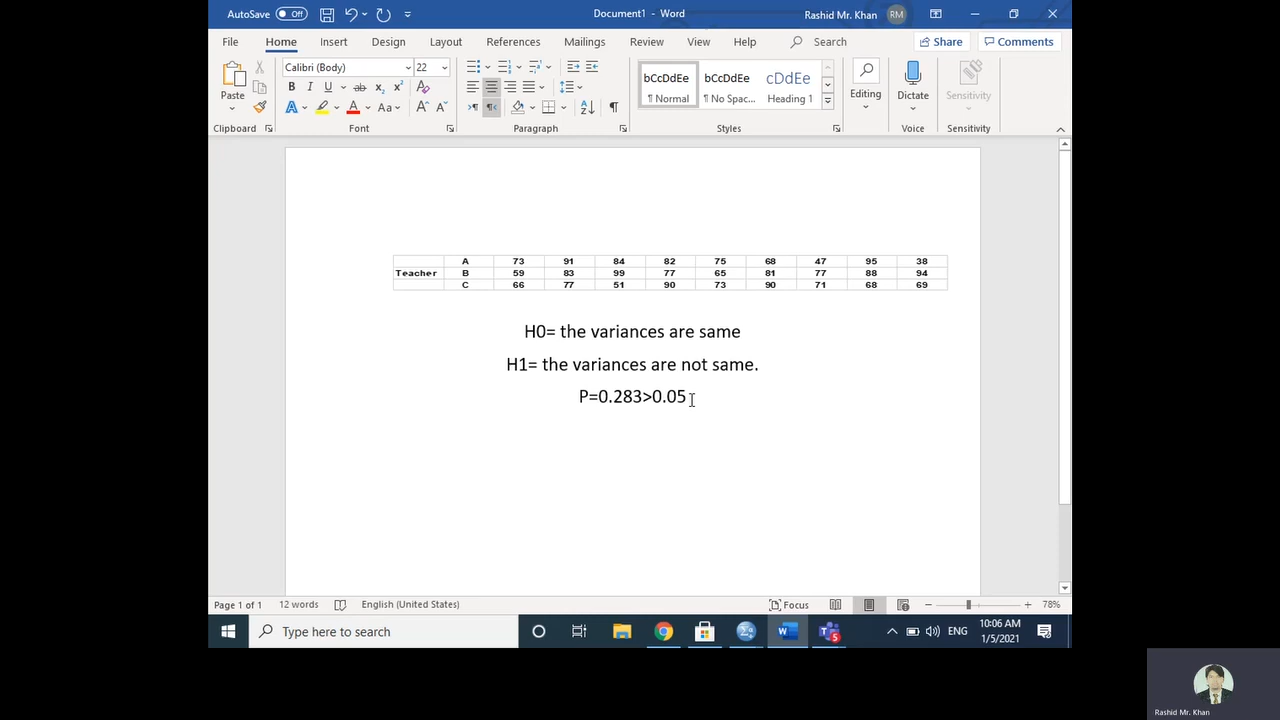 AutoSave Off Document1 - Word Rashid Mr. Khan RM
File Home Insert Design Layout References Mailings Review View Help Search Share Comments
Paste Calibri (Body) 22 bCcDdEe bCcDdEe cDdEe Editing Dictate Sensitivity
B I U ab x₂ x² ¶ Normal ¶ No Spac... Heading 1
A Aa A A
Clipboard Font Paragraph Styles Voice Sensitivity
A 73 91 84 82 75 68 47 95 38
Teacher B 59 83 99 77 65 81 77 88 94
C 66 77 51 90 73 90 71 68 69
H0= the variances are same
H1= the variances are not same.
P=0.283>0.05
Page 1 of 1 12 words English (United States) Focus 78%
Type here to search ENG 10:06 AM
1/5/2021
Rashid Mr. Khan